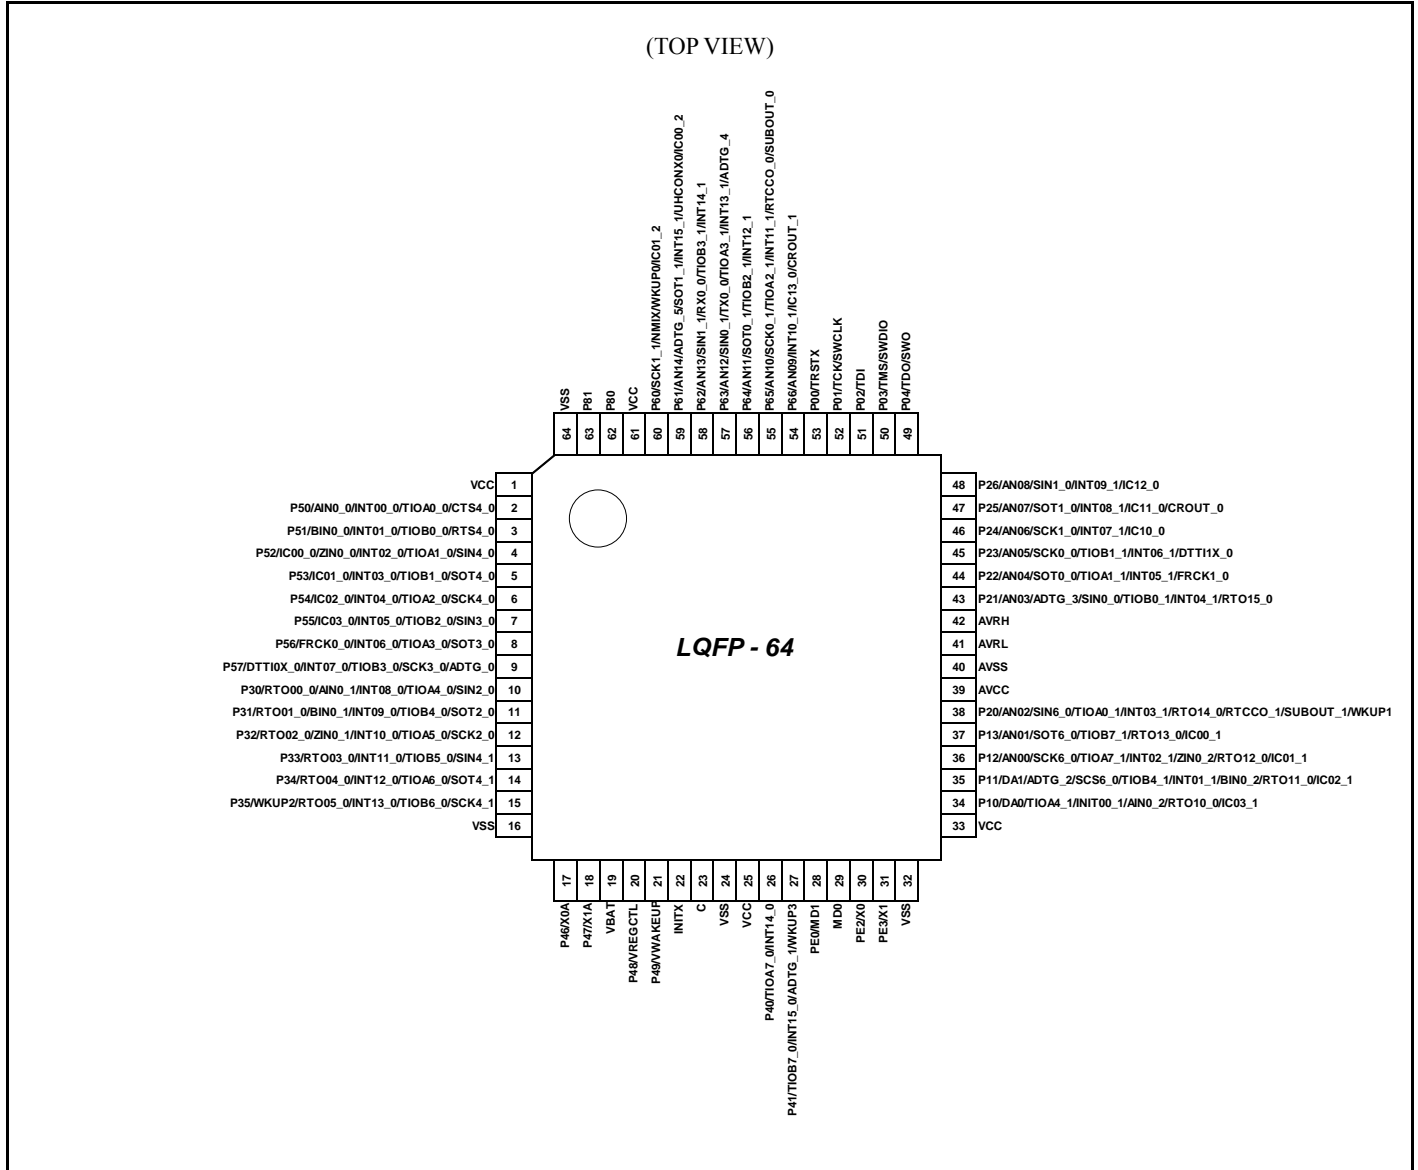 (TOP VIEW)
VSS
P81
P80
VCC
P60/SCK1_1/NMIX/WKUP0/IC01_2
P61/AN14/ADTG_5/SOT1_1/INT15_1/UHCONX0/IC00_2
P62/AN13/SIN1_1/RX0_0/TIOB3_1/INT14_1
P63/AN12/SIN0_1/TX0_0/TIOA3_1/INT13_1/ADTG_4
P64/AN11/SOT0_1/TIOB2_1/INT12_1
P65/AN10/SCK0_1/TIOA2_1/INT11_1/RTCCO_0/SUBOUT_0
P66/AN09/INT10_1/IC13_0/CROUT_1
P00/TRSTX
P01/TCK/SWCLK
P02/TDI
P03/TMS/SWDIO
P04/TDO/SWO
64
63
62
61
60
59
58
57
56
55
54
53
52
51
50
49
VCC 1
P50/AIN0_0/INT00_0/TIOA0_0/CTS4_0 2
P51/BIN0_0/INT01_0/TIOB0_0/RTS4_0 3
P52/IC00_0/ZIN0_0/INT02_0/TIOA1_0/SIN4_0 4
P53/IC01_0/INT03_0/TIOB1_0/SOT4_0 5
P54/IC02_0/INT04_0/TIOA2_0/SCK4_0 6
P55/IC03_0/INT05_0/TIOB2_0/SIN3_0 7
P56/FRCK0_0/INT06_0/TIOA3_0/SOT3_0 8
P57/DTTI0X_0/INT07_0/TIOB3_0/SCK3_0/ADTG_0 9
P30/RTO00_0/AIN0_1/INT08_0/TIOA4_0/SIN2_0 10
P31/RTO01_0/BIN0_1/INT09_0/TIOB4_0/SOT2_0 11
P32/RTO02_0/ZIN0_1/INT10_0/TIOA5_0/SCK2_0 12
P33/RTO03_0/INT11_0/TIOB5_0/SIN4_1 13
P34/RTO04_0/INT12_0/TIOA6_0/SOT4_1 14
P35/WKUP2/RTO05_0/INT13_0/TIOB6_0/SCK4_1 15
VSS 16
LQFP - 64
48 P26/AN08/SIN1_0/INT09_1/IC12_0
47 P25/AN07/SOT1_0/INT08_1/IC11_0/CROUT_0
46 P24/AN06/SCK1_0/INT07_1/IC10_0
45 P23/AN05/SCK0_0/TIOB1_1/INT06_1/DTTI1X_0
44 P22/AN04/SOT0_0/TIOA1_1/INT05_1/FRCK1_0
43 P21/AN03/ADTG_3/SIN0_0/TIOB0_1/INT04_1/RTO15_0
42 AVRH
41 AVRL
40 AVSS
39 AVCC
38 P20/AN02/SIN6_0/TIOA0_1/INT03_1/RTO14_0/RTCCO_1/SUBOUT_1/WKUP1
37 P13/AN01/SOT6_0/TIOB7_1/RTO13_0/IC00_1
36 P12/AN00/SCK6_0/TIOA7_1/INT02_1/ZIN0_2/RTO12_0/IC01_1
35 P11/DA1/ADTG_2/SCS6_0/TIOB4_1/INT01_1/BIN0_2/RTO11_0/IC02_1
34 P10/DA0/TIOA4_1/INIT00_1/AIN0_2/RTO10_0/IC03_1
33 VCC
17
18
19
20
21
22
23
24
25
26
27
28
29
30
31
32
P46/X0A
P47/X1A
VBAT
P48/VREGCTL
P49/VWAKEUP
INITX
C
VSS
VCC
P40/TIOA7_0/INT14_0
P41/TIOB7_0/INT15_0/ADTG_1/WKUP3
PE0/MD1
MD0
PE2/X0
PE3/X1
VSS